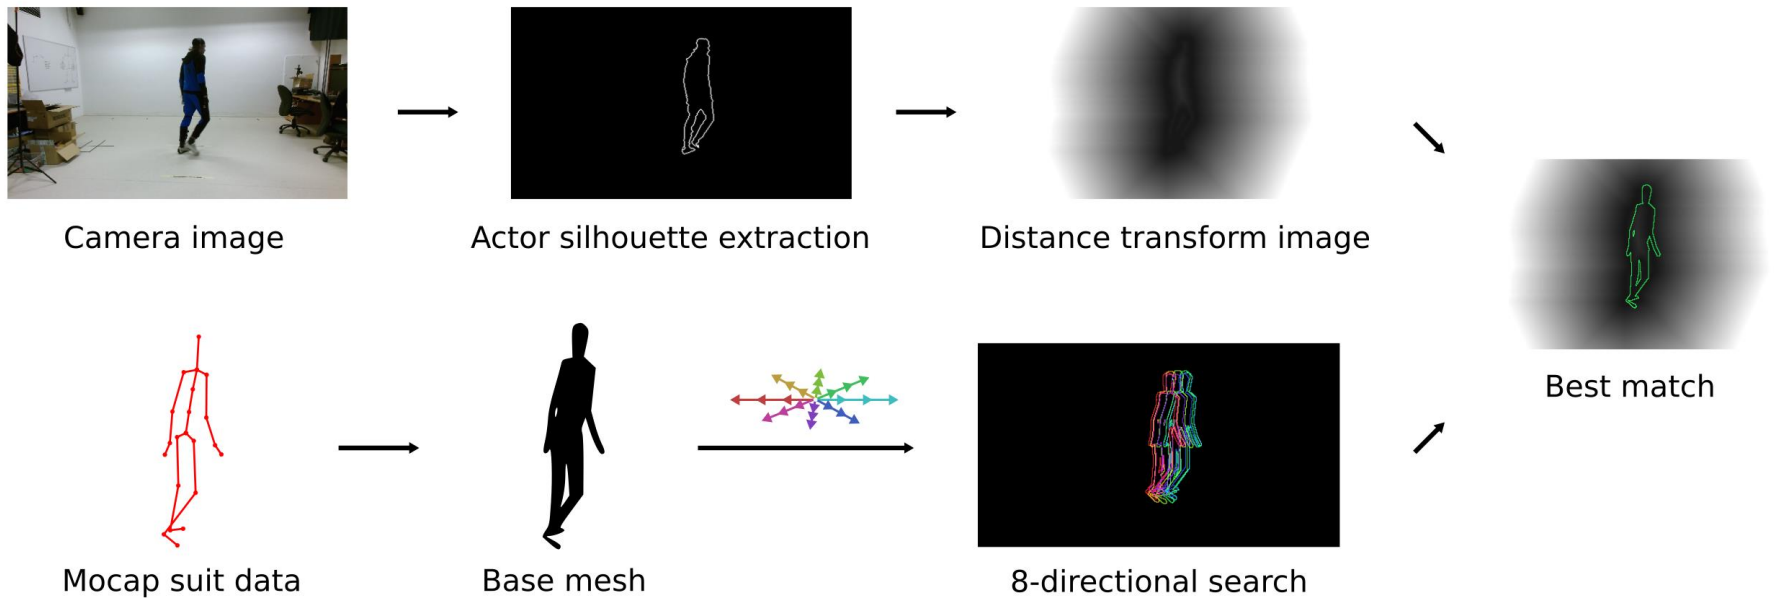 Camera image
Actor silhouette extraction
Distance transform image
Best match
Mocap suit data
Base mesh
8-directional search